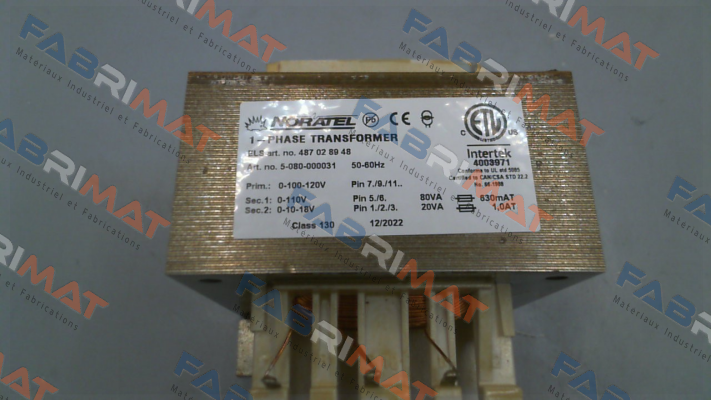 NORATEL
1-PHASE TRANSFORMER
ELS art. no. 487 02 89 48
Art. no. 5-080-000031 50-60Hz
Prim.: 0-100-120V Pin 7./9./11..
Sec.1: 0-110V Pin 5./6. 80VA 630mAT
Sec.2: 0-10-18V Pin 1./2./3. 20VA 1,0AT
Class 130 12/2022
C ETL US
Intertek
4003971
Conforms to UL std 5085
Certified to CAN/CSA STD 22.2
FABRIMAT
Materiaux Industriel et Fabrications